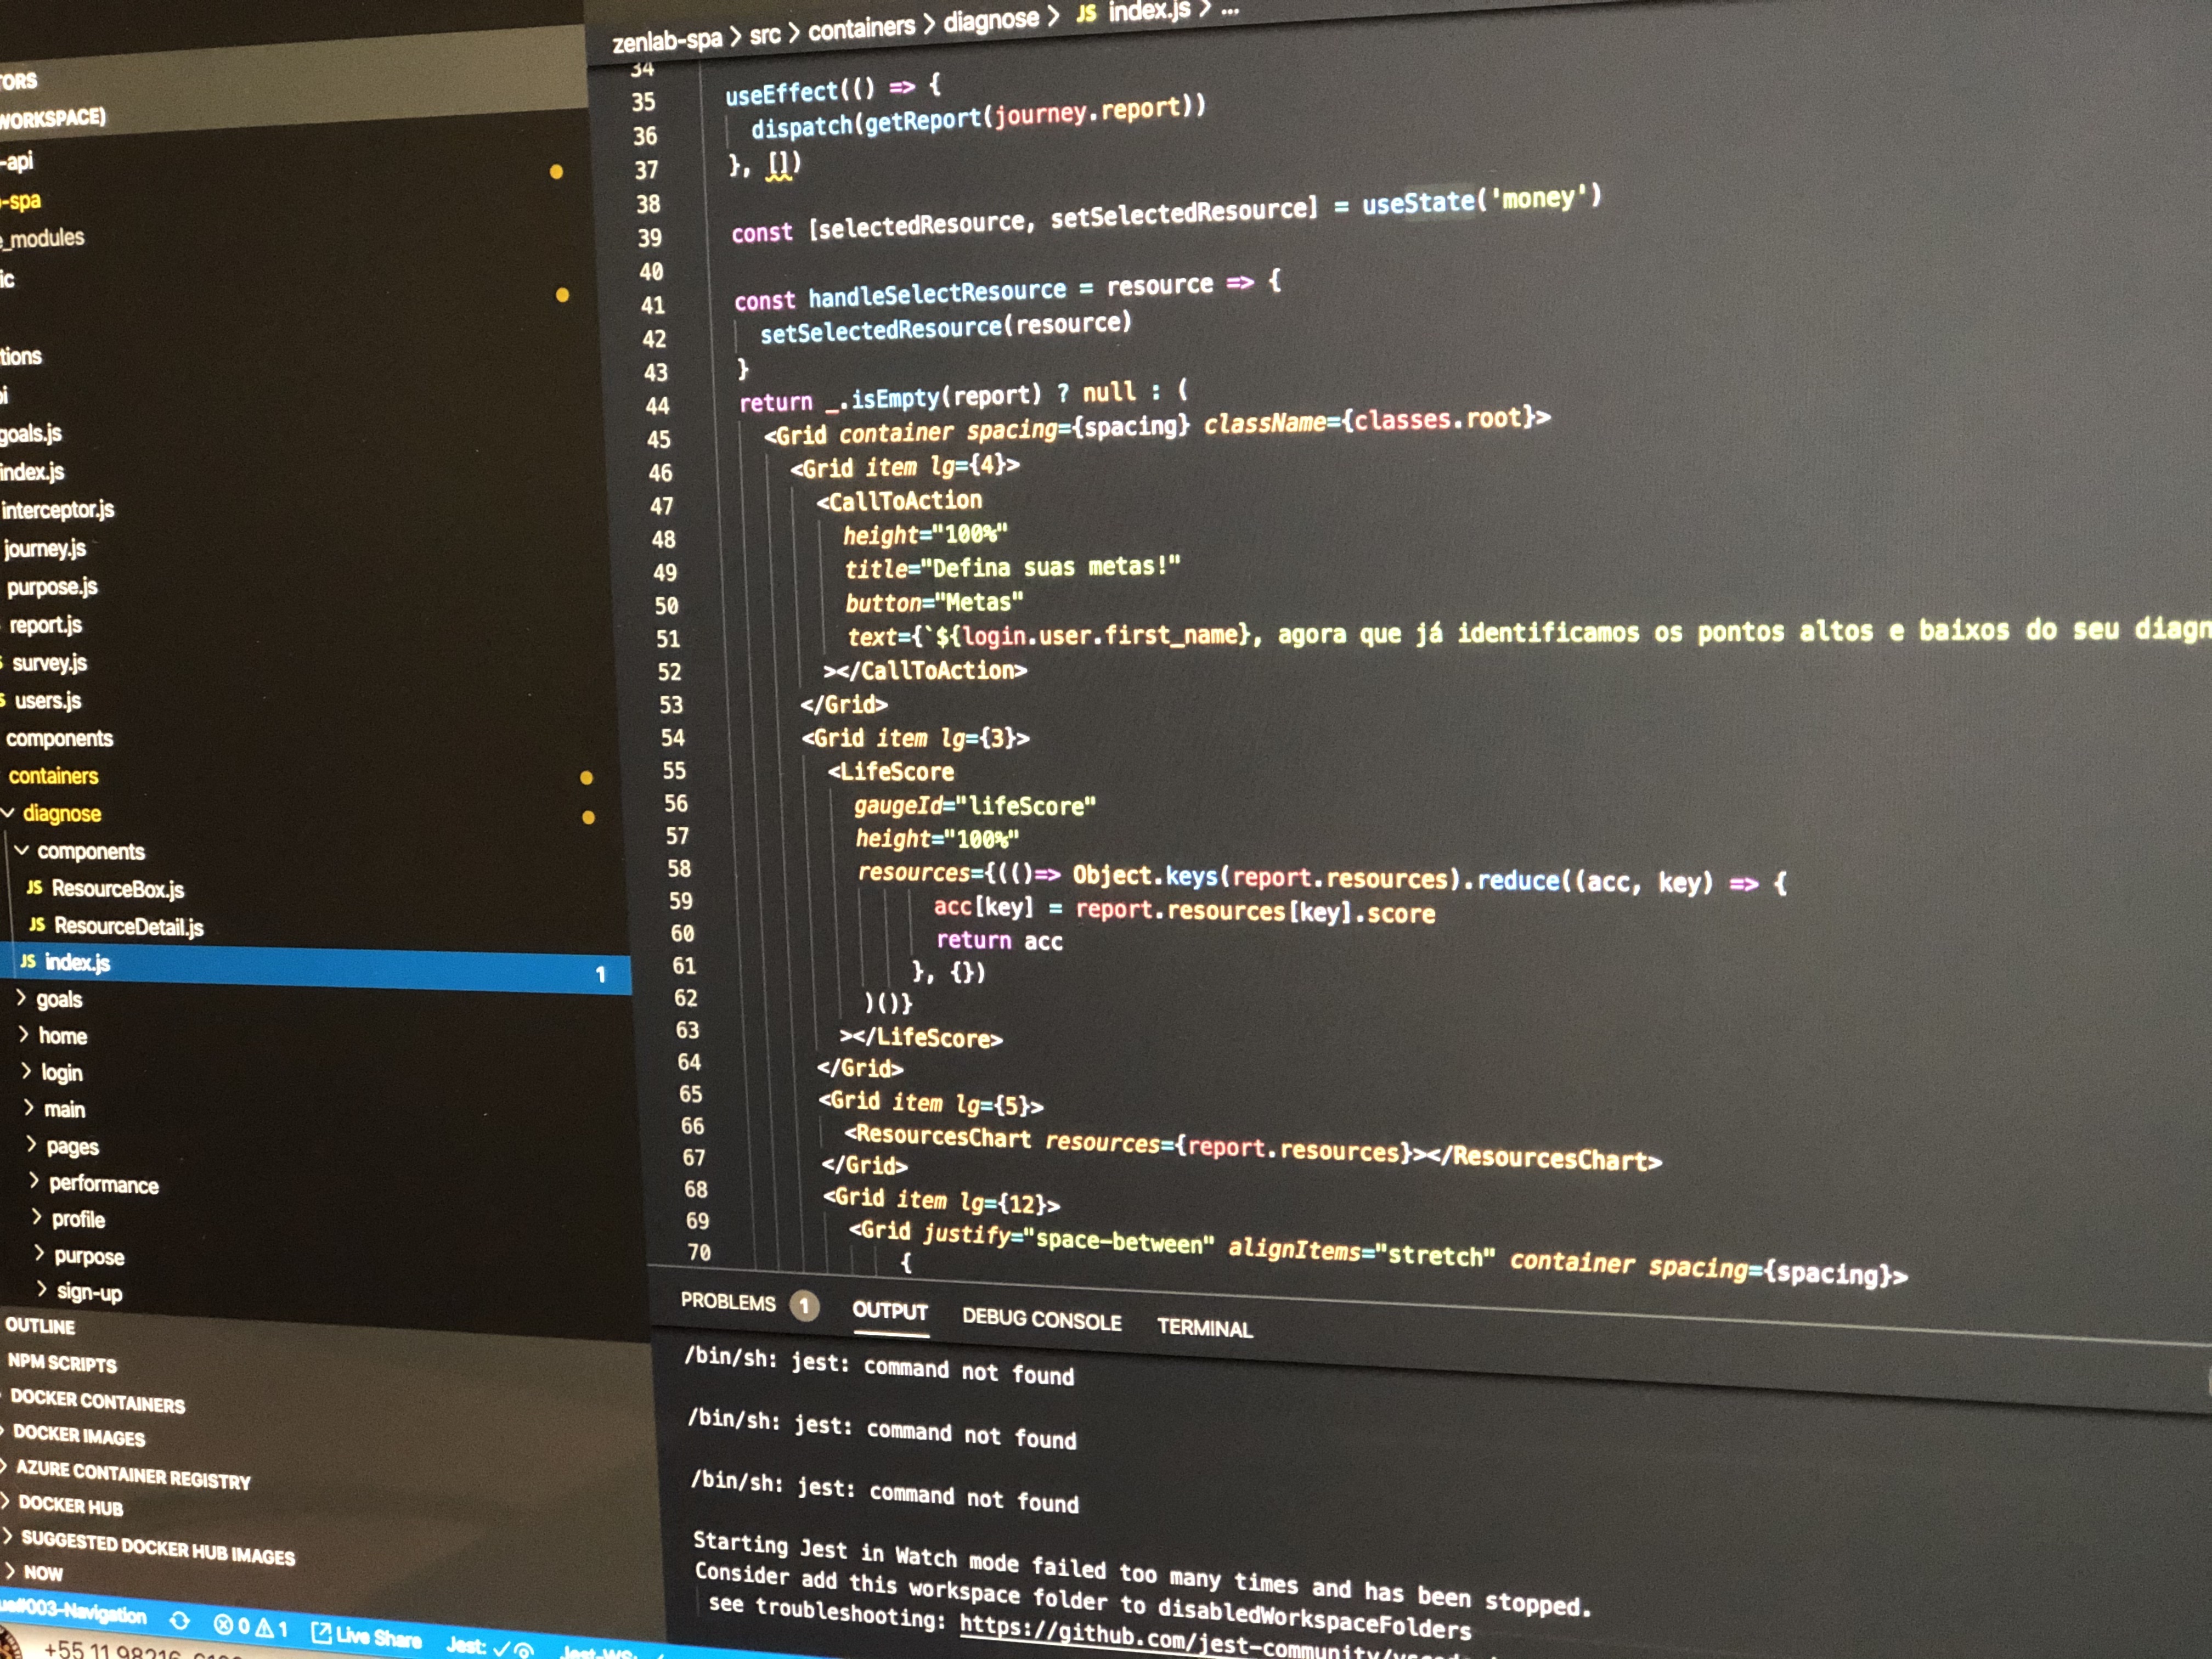 zenlab-spa > src > containers > diagnose > JS index.js > ...
TORS
WORKSPACE)
-api
-spa
_modules
ic
tions
goals.js
index.js
interceptor.js
journey.js
purpose.js
report.js
survey.js
users.js
components
containers
diagnose
components
JS ResourceBox.js
JS ResourceDetail.js
JS index.js 1
goals
home
login
main
pages
performance
profile
purpose
sign-up
OUTLINE
NPM SCRIPTS
DOCKER CONTAINERS
DOCKER IMAGES
AZURE CONTAINER REGISTRY
DOCKER HUB
SUGGESTED DOCKER HUB IMAGES
NOW
34
35 useEffect(() => {
36 dispatch(getReport(journey.report))
37 }, [])
38
39 const [selectedResource, setSelectedResource] = useState('money')
40
41 const handleSelectResource = resource => {
42 setSelectedResource(resource)
43 }
44 return _.isEmpty(report) ? null : (
45 <Grid container spacing={spacing} className={classes.root}>
46 <Grid item lg={4}>
47 <CallToAction
48 height="100%"
49 title="Defina suas metas!"
50 button="Metas"
51 text={`${login.user.first_name}, agora que já identificamos os pontos altos e baixos do seu diagn
52 ></CallToAction>
53 </Grid>
54 <Grid item lg={3}>
55 <LifeScore
56 gaugeId="lifeScore"
57 height="100%"
58 resources={(()=> Object.keys(report.resources).reduce((acc, key) => {
59 acc[key] = report.resources[key].score
60 return acc
61 }, {})
62 )()}
63 ></LifeScore>
64 </Grid>
65 <Grid item lg={5}>
66 <ResourcesChart resources={report.resources}></ResourcesChart>
67 </Grid>
68 <Grid item lg={12}>
69 <Grid justify="space-between" alignItems="stretch" container spacing={spacing}>
70 {
PROBLEMS 1 OUTPUT DEBUG CONSOLE TERMINAL
/bin/sh: jest: command not found
/bin/sh: jest: command not found
/bin/sh: jest: command not found
Starting Jest in Watch mode failed too many times and has been stopped.
Consider add this workspace folder to disabledWorkspaceFolders
see troubleshooting: https://github.com/jest-community/vscode
#003-Navigation 0 1 Live Share Jest: Jest-WS:
+55 11 98216